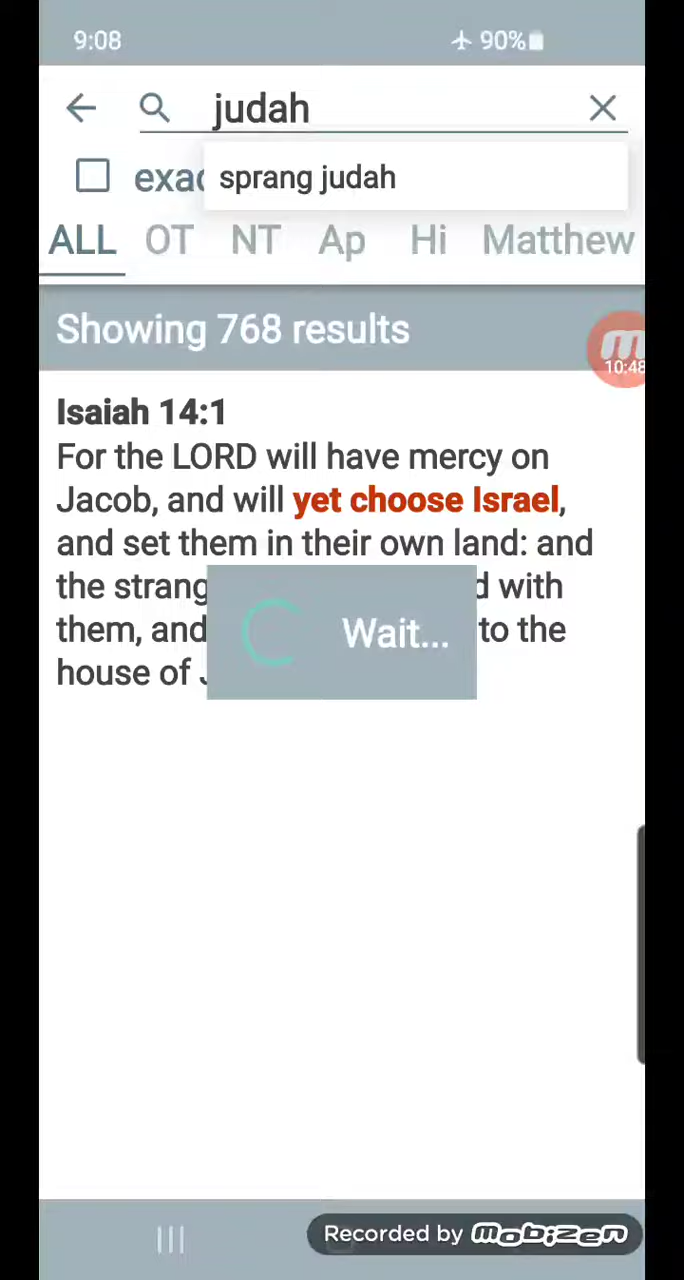 9:08 90%
judah
exac sprang judah
ALL OT NT Ap Hi Matthew
Showing 768 results
10:48
Isaiah 14:1
For the LORD will have mercy on
Jacob, and will yet choose Israel,
and set them in their own land: and
the strang d with
them, and Wait... to the
house of
Recorded by mobizen